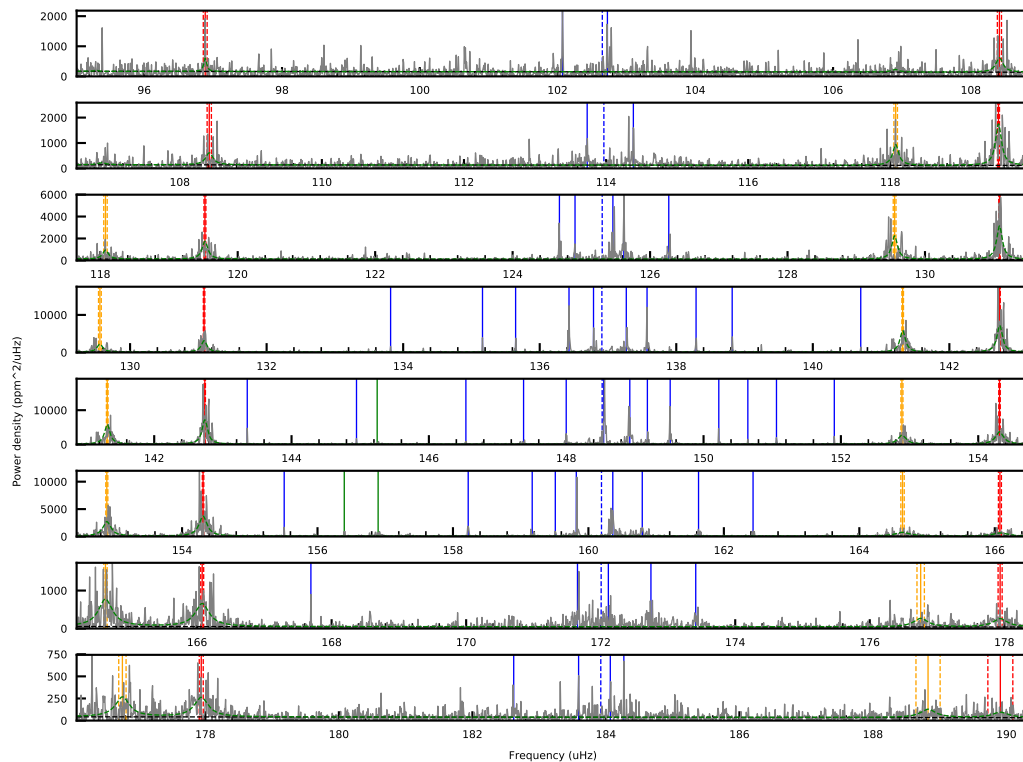 2000
1000
0
96 98 100 102 104 106 108
2000
1000
0
108 110 112 114 116 118
6000
4000
2000
0
118 120 122 124 126 128 130
10000
0
130 132 134 136 138 140 142
10000
0
142 144 146 148 150 152 154
10000
5000
0
154 156 158 160 162 164 166
1000
0
166 168 170 172 174 176 178
750
500
250
0
178 180 182 184 186 188 190
Power density (ppm^2/uHz)
Frequency (uHz)